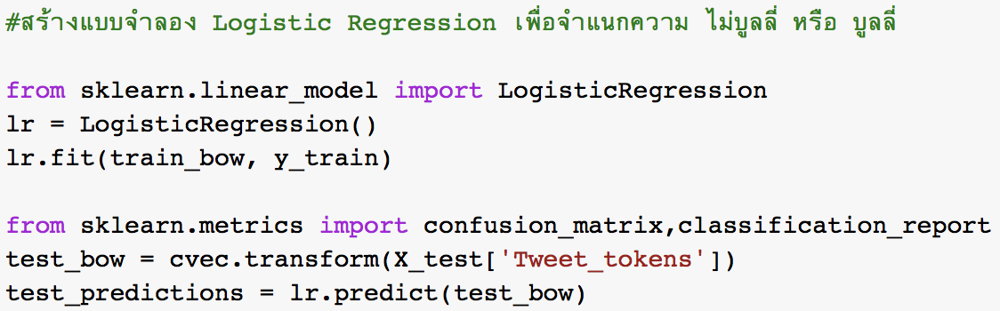 #สร้างแบบจำลอง Logistic Regression เพื่อจำแนกความ ไม่บูลลี่ หรือ บูลลี่
from sklearn.linear_model import LogisticRegression
lr = LogisticRegression()
lr.fit(train_bow, y_train)
from sklearn.metrics import confusion_matrix,classification_report
test_bow = cvec.transform(X_test['Tweet_tokens'])
test_predictions = lr.predict(test_bow)